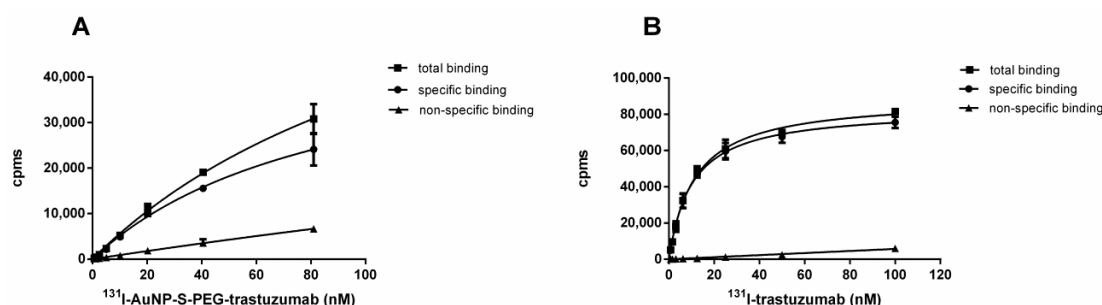 A
40,000
30,000
20,000
10,000
0
cpms
0 20 40 60 80 100
¹³¹I-AuNP-S-PEG-trastuzumab (nM)
total binding
specific binding
non-specific binding
B
100,000
80,000
60,000
40,000
20,000
0
cpms
0 20 40 60 80 100 120
¹³¹I-trastuzumab (nM)
total binding
specific binding
non-specific binding